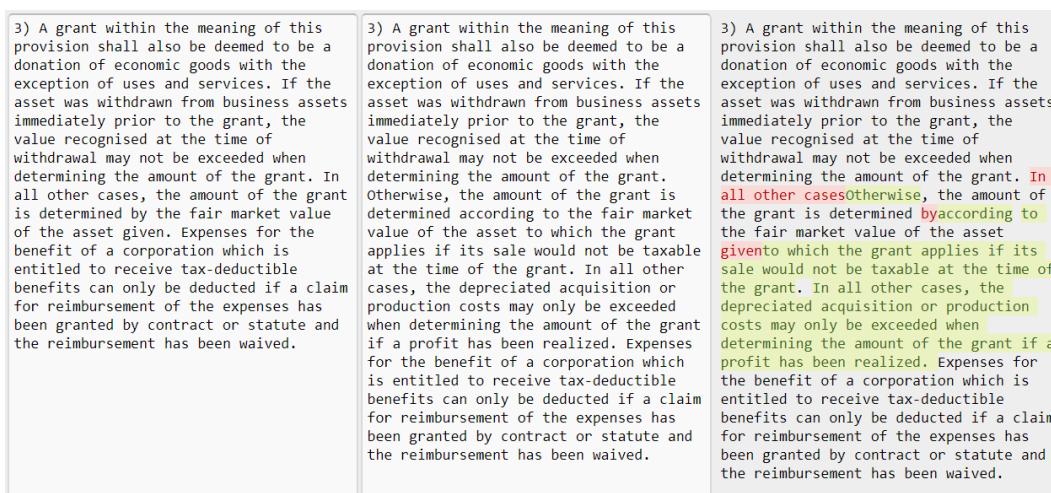 3) A grant within the meaning of this
provision shall also be deemed to be a
donation of economic goods with the
exception of uses and services. If the
asset was withdrawn from business assets
immediately prior to the grant, the
value recognised at the time of
withdrawal may not be exceeded when
determining the amount of the grant. In
all other cases, the amount of the grant
is determined by the fair market value
of the asset given. Expenses for the
benefit of a corporation which is
entitled to receive tax-deductible
benefits can only be deducted if a claim
for reimbursement of the expenses has
been granted by contract or statute and
the reimbursement has been waived.
3) A grant within the meaning of this
provision shall also be deemed to be a
donation of economic goods with the
exception of uses and services. If the
asset was withdrawn from business assets
immediately prior to the grant, the
value recognised at the time of
withdrawal may not be exceeded when
determining the amount of the grant.
Otherwise, the amount of the grant is
determined according to the fair market
value of the asset to which the grant
applies if its sale would not be taxable
at the time of the grant. In all other
cases, the depreciated acquisition or
production costs may only be exceeded
when determining the amount of the grant
if a profit has been realized. Expenses
for the benefit of a corporation which
is entitled to receive tax-deductible
benefits can only be deducted if a claim
for reimbursement of the expenses has
been granted by contract or statute and
the reimbursement has been waived.
3) A grant within the meaning of this
provision shall also be deemed to be a
donation of economic goods with the
exception of uses and services. If the
asset was withdrawn from business assets
immediately prior to the grant, the
value recognised at the time of
withdrawal may not be exceeded when
determining the amount of the grant. In
all other casesOtherwise, the amount of
the grant is determined byaccording to
the fair market value of the asset
givento which the grant applies if its
sale would not be taxable at the time of
the grant. In all other cases, the
depreciated acquisition or production
costs may only be exceeded when
determining the amount of the grant if a
profit has been realized. Expenses for
the benefit of a corporation which is
entitled to receive tax-deductible
benefits can only be deducted if a claim
for reimbursement of the expenses has
been granted by contract or statute and
the reimbursement has been waived.